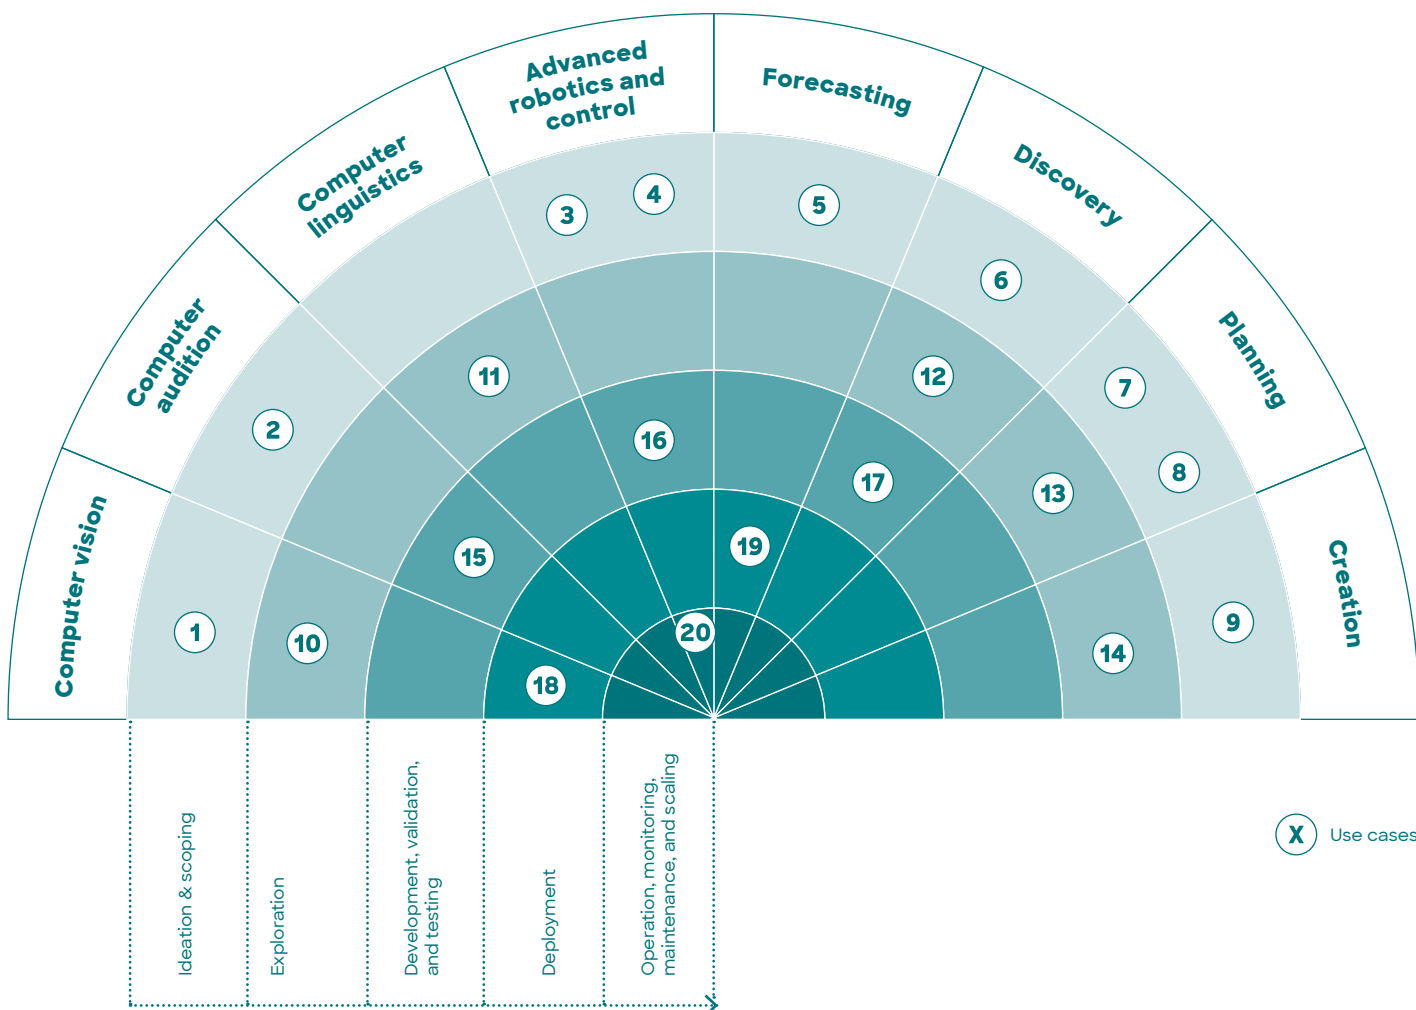 Computer vision
Computer
audition
Computer
linguistics
Advanced
robotics and
control
Forecasting
Discovery
Planning
Creation
1
2
3
4
5
6
7
8
9
10
11
12
13
14
15
16
17
18
19
20
Ideation & scoping
Exploration
Development, validation,
and testing
Deployment
Operation, monitoring,
maintenance, and scaling
X Use cases